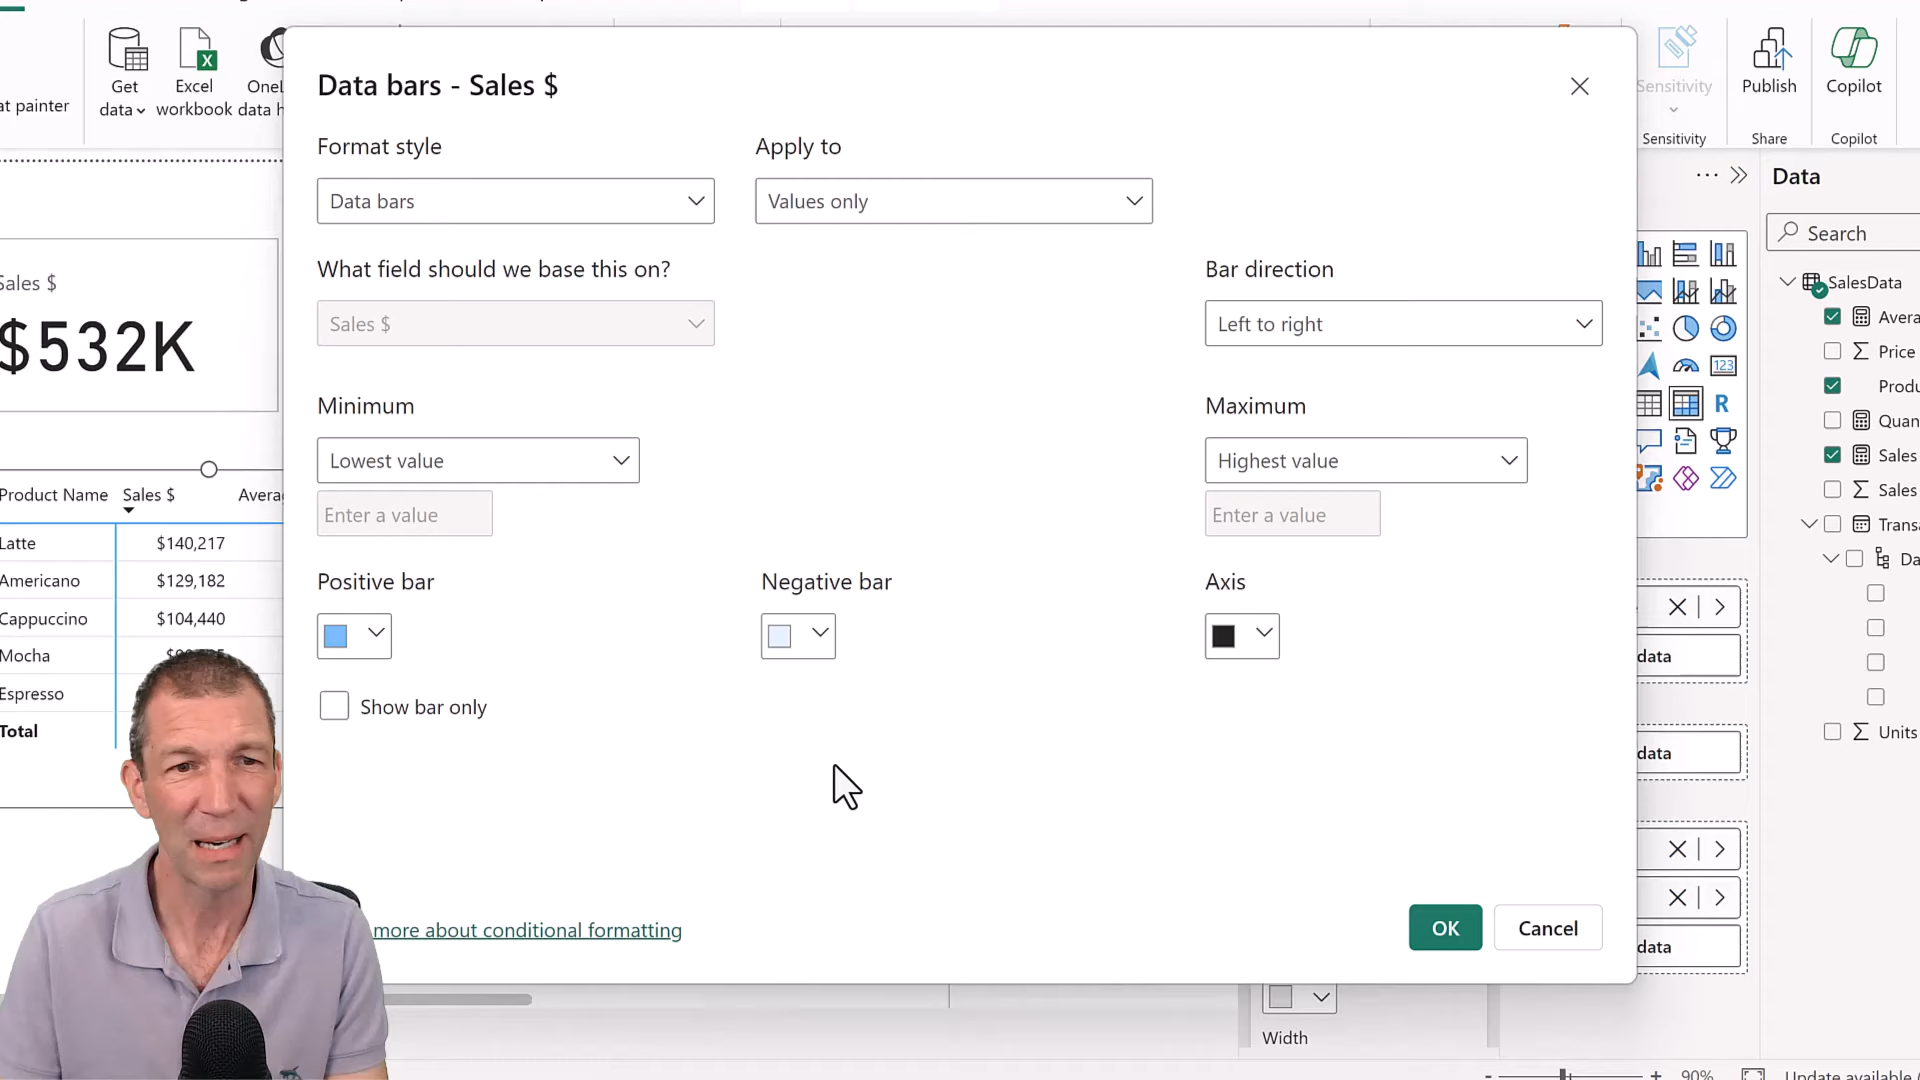 at painter
Get
data
Excel
workbook
data h
Sensitivity
Sensitivity
Publish
Share
Copilot
Copilot
Data bars - Sales $
Format style
Data bars
Apply to
Values only
What field should we base this on?
Sales $
Bar direction
Left to right
Minimum
Lowest value
Enter a value
Maximum
Highest value
Enter a value
Positive bar
Negative bar
Axis
Show bar only
more about conditional formatting
OK
Cancel
Sales $
$532K
Product Name Sales $ Avera
Latte $140,217
Americano $129,182
Cappuccino $104,440
Mocha
Espresso
Total
Data
Search
SalesData
Avera
Price
Produ
Quan
Sales
Sales
Transa
Da
Units
data
data
data
Width
90%
Update available
123
R